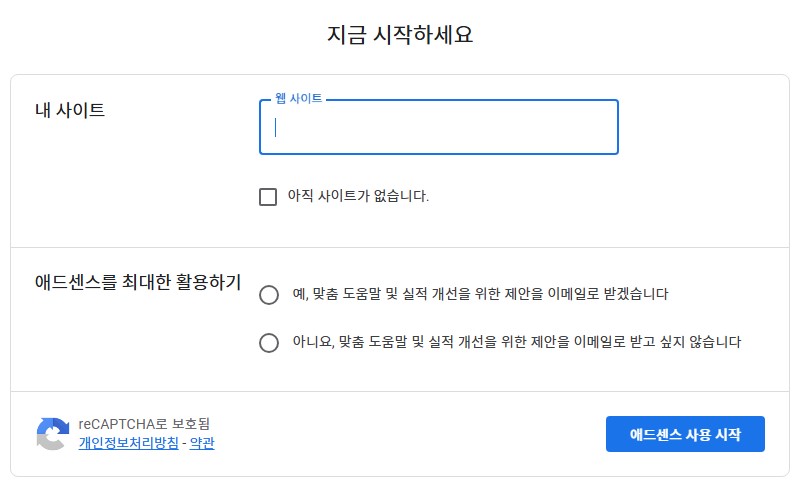 지금 시작하세요
내 사이트
웹 사이트
아직 사이트가 없습니다.
애드센스를 최대한 활용하기
예, 맞춤 도움말 및 실적 개선을 위한 제안을 이메일로 받겠습니다
아니요, 맞춤 도움말 및 실적 개선을 위한 제안을 이메일로 받고 싶지 않습니다
reCAPTCHA로 보호됨
개인정보처리방침 - 약관
애드센스 사용 시작